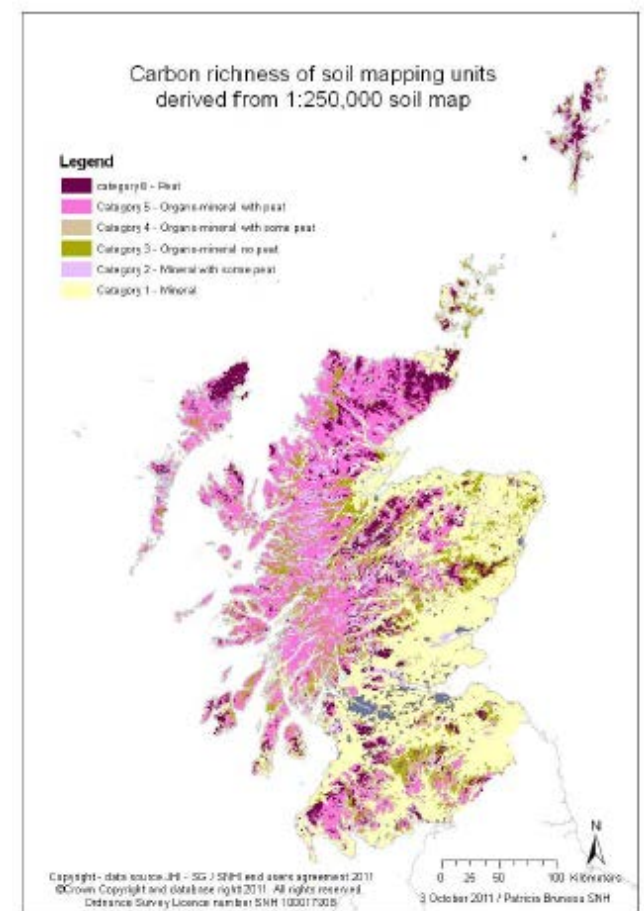 Carbon richness of soil mapping units
derived from 1:250,000 soil map
Legend
category 6 - Peat
Category 5 - Organo-mineral with peat
Category 4 - Organo-mineral with some peat
Category 3 - Organo-mineral no peat
Category 2 - Mineral with some peat
Category 1 - Mineral
N
0 25 50 100 Kilometers
Copyright - data source JHI - SG / SNH end users agreement 2011
©Crown Copyright and database right 2011. All rights reserved.
Ordnance Survey Licence number SNH 100017908
3 October 2011 / Patricia Bruneau SNH